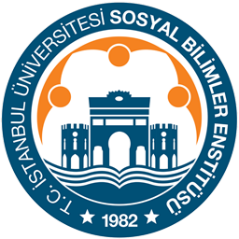 T.C. İSTANBUL ÜNİVERSİTESİ SOSYAL BİLİMLER ENSTİTÜSÜ
1982